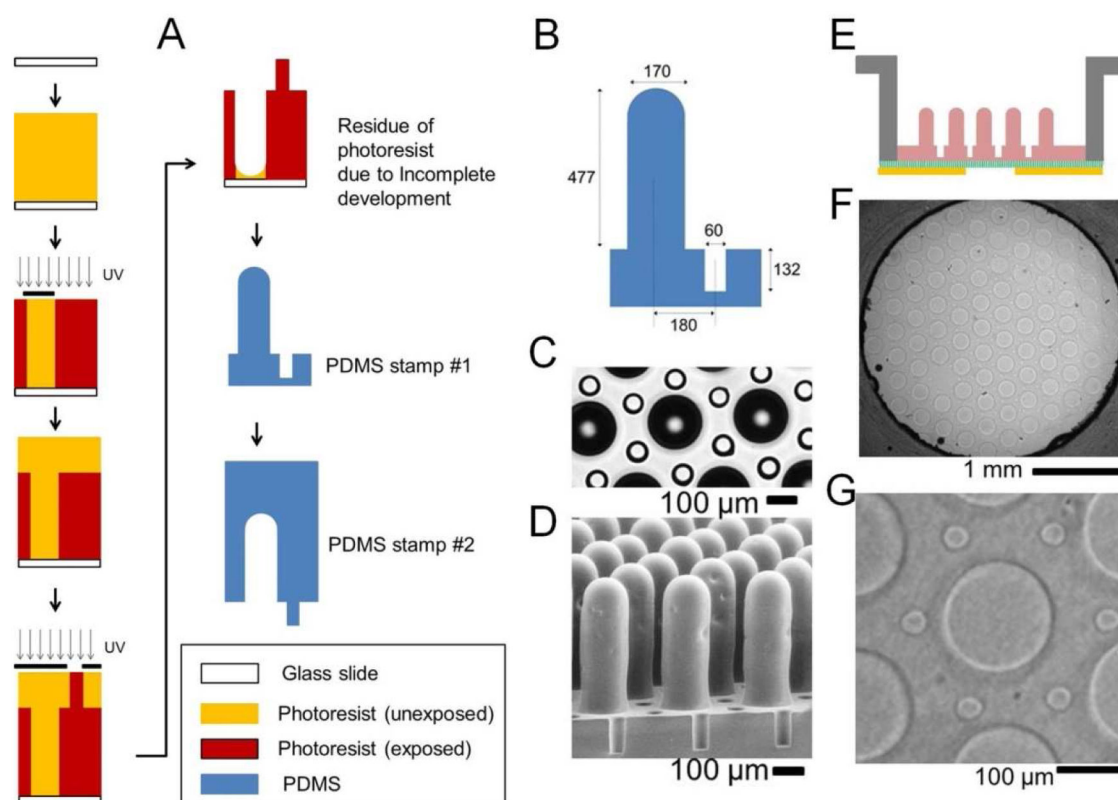 A
UV
UV
Residue of
photoresist
due to Incomplete
development
PDMS stamp #1
PDMS stamp #2
Glass slide
Photoresist (unexposed)
Photoresist (exposed)
PDMS
B
170
477
60
132
180
C
100 µm
D
100 µm
E
F
1 mm
G
100 µm